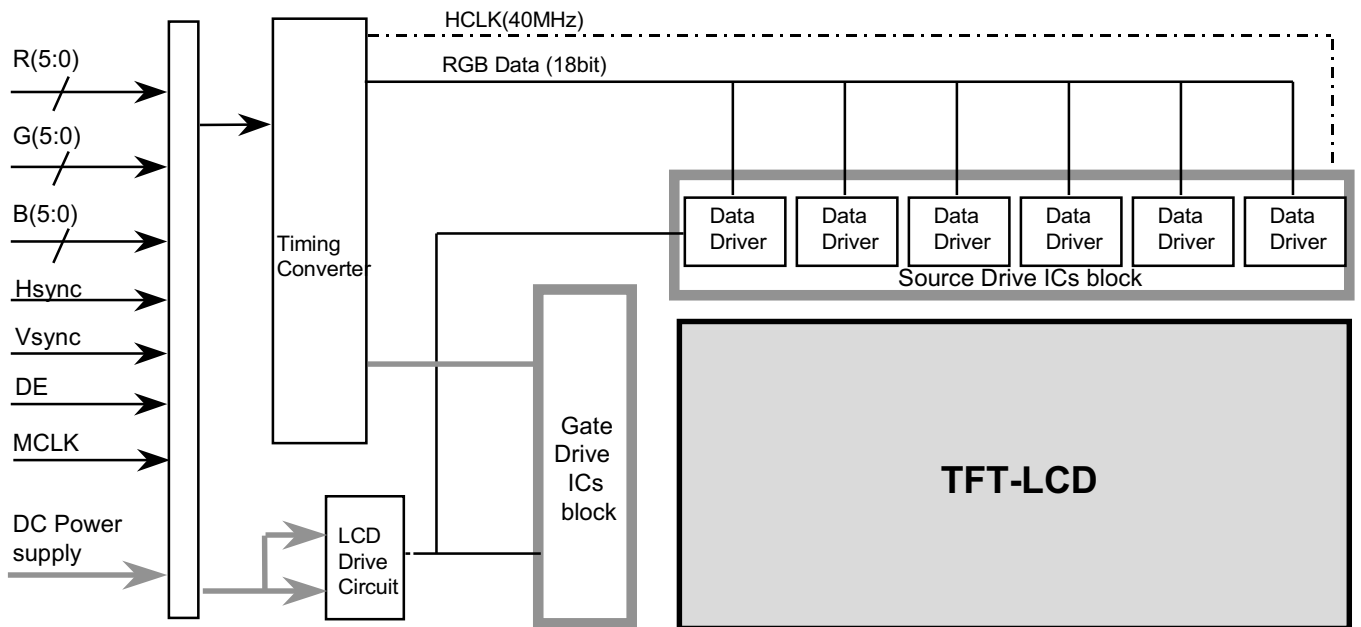 HCLK(40MHz)
R(5:0)
RGB Data (18bit)
G(5:0)
B(5:0)
Timing
Converter
Data
Driver
Data
Driver
Data
Driver
Data
Driver
Data
Driver
Data
Driver
Source Drive ICs block
Hsync
Vsync
DE
MCLK
Gate
Drive
ICs
block
TFT-LCD
DC Power
supply
LCD
Drive
Circuit